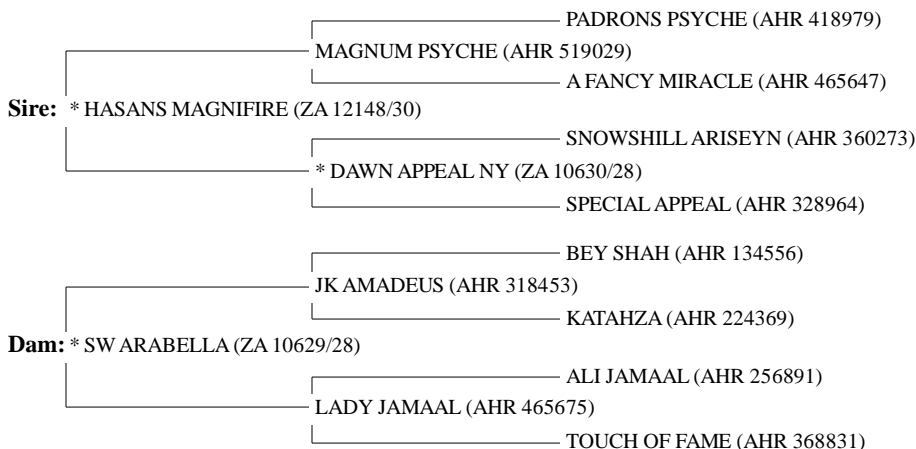 PADRONS PSYCHE (AHR 418979)
MAGNUM PSYCHE (AHR 519029)
A FANCY MIRACLE (AHR 465647)
Sire: * HASANS MAGNIFIRE (ZA 12148/30)
SNOWSHILL ARISEYN (AHR 360273)
* DAWN APPEAL NY (ZA 10630/28)
SPECIAL APPEAL (AHR 328964)
BEY SHAH (AHR 134556)
JK AMADEUS (AHR 318453)
KATAHZA (AHR 224369)
Dam: * SW ARABELLA (ZA 10629/28)
ALI JAMAAL (AHR 256891)
LADY JAMAAL (AHR 465675)
TOUCH OF FAME (AHR 368831)